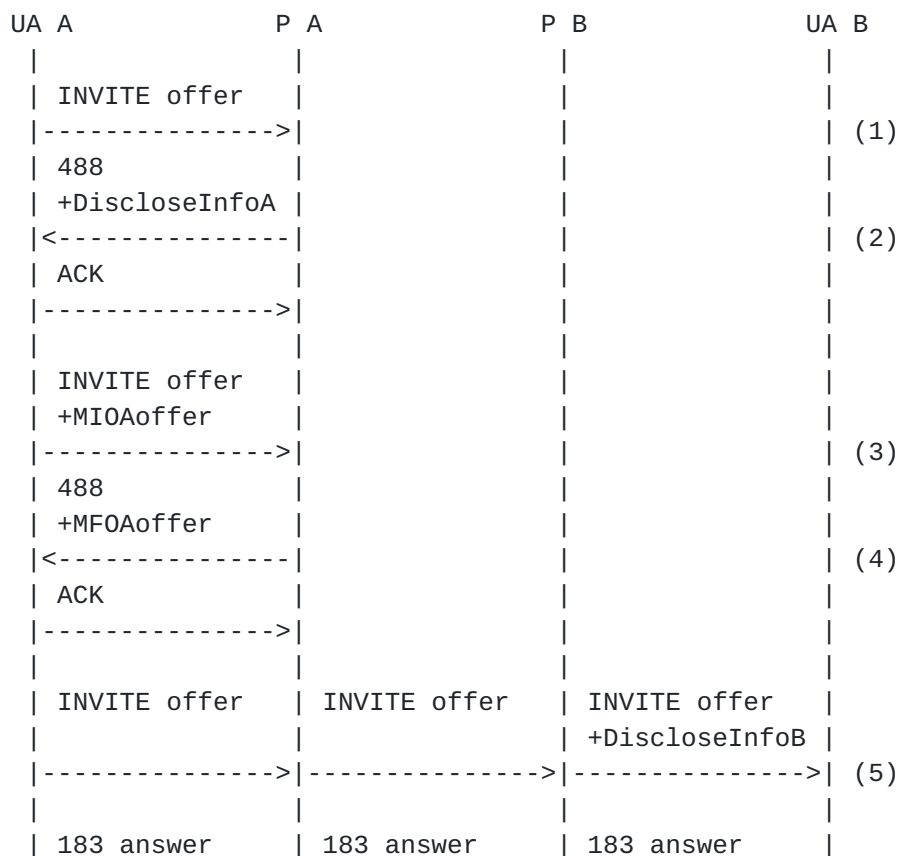 UA A P A P B UA B
| | | |
| INVITE offer | | |
|--------------->| | | (1)
| 488 | | |
| +DiscloseInfoA | | |
|<---------------| | | (2)
| ACK | | |
|--------------->| | |
| | | |
| INVITE offer | | |
| +MIOAoffer | | |
|--------------->| | | (3)
| 488 | | |
| +MFOAoffer | | |
|<---------------| | | (4)
| ACK | | |
|--------------->| | |
| | | |
| INVITE offer | INVITE offer | INVITE offer |
| | | +DiscloseInfoB |
|--------------->|--------------->|--------------->| (5)
| | | |
| 183 answer | 183 answer | 183 answer |